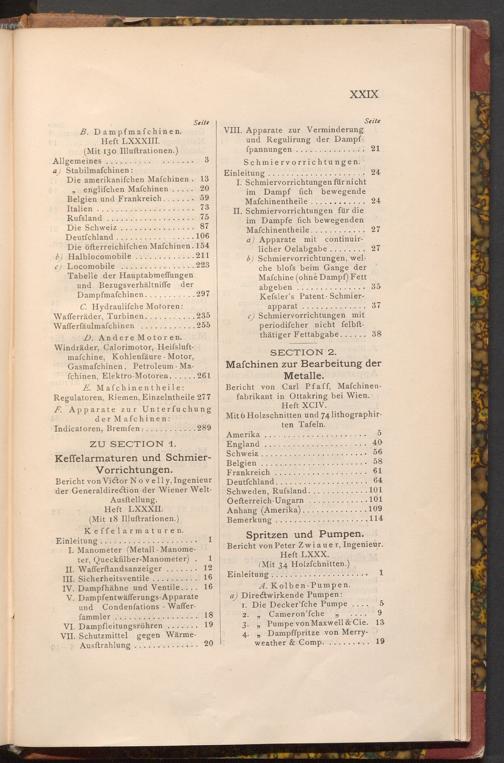 XXIX
Seite
B. Dampfmaſchinen.
Heft LXXXIII.
(Mit 130 Illuſtrationen.)
Allgemeines . . . . . . . . . . . . . . . . 3
a) Stabilmaſchinen:
Die amerikaniſchen Maſchinen . 13
„ engliſchen Maſchinen . . . . . 20
Belgien und Frankreich . . . . . . 59
Italien . . . . . . . . . . . . . . . . . . 73
Rufsland . . . . . . . . . . . . . . . . . 75
Die Schweiz . . . . . . . . . . . . . . 87
Deutſchland . . . . . . . . . . . . . . 106
Die öſterreichiſchen Maſchinen . 154
b) Halblocomobile . . . . . . . . . . . . 211
c) Locomobile . . . . . . . . . . . . . . 223
Tabelle der Hauptabmeſſungen
und Bezugsverhältniſſe der
Dampfmaſchinen . . . . . . . . . . 297
C. Hydrauliſche Motoren:
Waſſerräder, Turbinen . . . . . . . . . 235
Waſſerſäulmaſchinen . . . . . . . . . . 255
D. Andere Motoren.
Windräder, Calorimotor, Heifsluft-
maſchine, Kohlenſäure-Motor,
Gasmaſchinen, Petroleum-Ma-
ſchinen, Elektro-Motorea . . . . . . 261
E. Maſchinentheile:
Regulatoren, Riemen, Einzelntheile 277
F. Apparate zur Unterſuchung
der Maſchinen:
Indicatoren, Bremſen . . . . . . . . . . 289
ZU SECTION 1.
Keſſelarmaturen und Schmier-
Vorrichtungen.
Bericht von Victor Novelly, Ingenieur
der Generaldirection der Wiener Welt-
Ausſtellung.
Heft LXXXII.
(Mit 18 Illuſtrationen.)
Keſſelarmaturen.
Einleitung . . . . . . . . . . . . . . . . . . 1
I. Manometer (Metall-Manome-
ter, Queckſilber-Manometer) . 1
II. Waſſerſtandsanzeiger . . . . . . 12
III. Sicherheitsventile . . . . . . . . . 16
IV. Dampfhähne und Ventile . . . . 16
V. Dampfentwäſſerungs-Apparate
und Condenſations-Waſſer-
ſammler . . . . . . . . . . . . . . . . 18
VI. Dampfleitungsröhren . . . . . . . 19
VII. Schutzmittel gegen Wärme-
Ausſtrahlung . . . . . . . . . . . . . 20
Seite
VIII. Apparate zur Verminderung
und Regulirung der Dampf-
ſpannungen . . . . . . . . . . . . . . 21
Schmiervorrichtungen.
Einleitung . . . . . . . . . . . . . . . . . . 24
I. Schmiervorrichtungen für nicht
im Dampf ſich bewegende
Maſchinentheile . . . . . . . . . . . 24
II. Schmiervorrichtungen für die
im Dampfe ſich bewegenden
Maſchinentheile . . . . . . . . . . . 27
a) Apparate mit continuir-
licher Oelabgabe . . . . . . . . 27
b) Schmiervorrichtungen, wel-
che blofs beim Gange der
Maſchine (ohne Dampf) Fett
abgeben . . . . . . . . . . . . . . 35
Keſsler's Patent-Schmier-
apparat . . . . . . . . . . . . . . 37
c) Schmiervorrichtungen mit
periodiſcher nicht ſelbſt-
thätiger Fettabgabe . . . . . . 38
SECTION 2.
Maſchinen zur Bearbeitung der
Metalle.
Bericht von Carl Pfaff, Maſchinen-
fabrikant in Ottakring bei Wien.
Heft XCIV.
Mit 6 Holzſchnitten und 74 lithographir-
ten Tafeln.
Amerika . . . . . . . . . . . . . . . . . . . 5
England . . . . . . . . . . . . . . . . . . . 40
Schweiz . . . . . . . . . . . . . . . . . . . 56
Belgien . . . . . . . . . . . . . . . . . . . 58
Frankreich . . . . . . . . . . . . . . . . . 61
Deutſchland . . . . . . . . . . . . . . . . 64
Schweden, Rufsland . . . . . . . . . . . 101
Oeſterreich-Ungarn . . . . . . . . . . . 101
Anhang (Amerika) . . . . . . . . . . . . 109
Bemerkung . . . . . . . . . . . . . . . . . 114
Spritzen und Pumpen.
Bericht von Peter Zwiauer, Ingenieur.
Heft LXXX.
(Mit 34 Holzſchnitten.)
Einleitung . . . . . . . . . . . . . . . . . . 1
A. Kolben-Pumpen.
a) Directwirkende Pumpen:
1. Die Decker'ſche Pumpe . . . . 5
2. „ Cameron'ſche „ . . . . 9
3. „ Pumpe von Maxwell & Cie. 13
4. „ Dampfſpritze von Merry-
weather & Comp. . . . . . . . . . 19